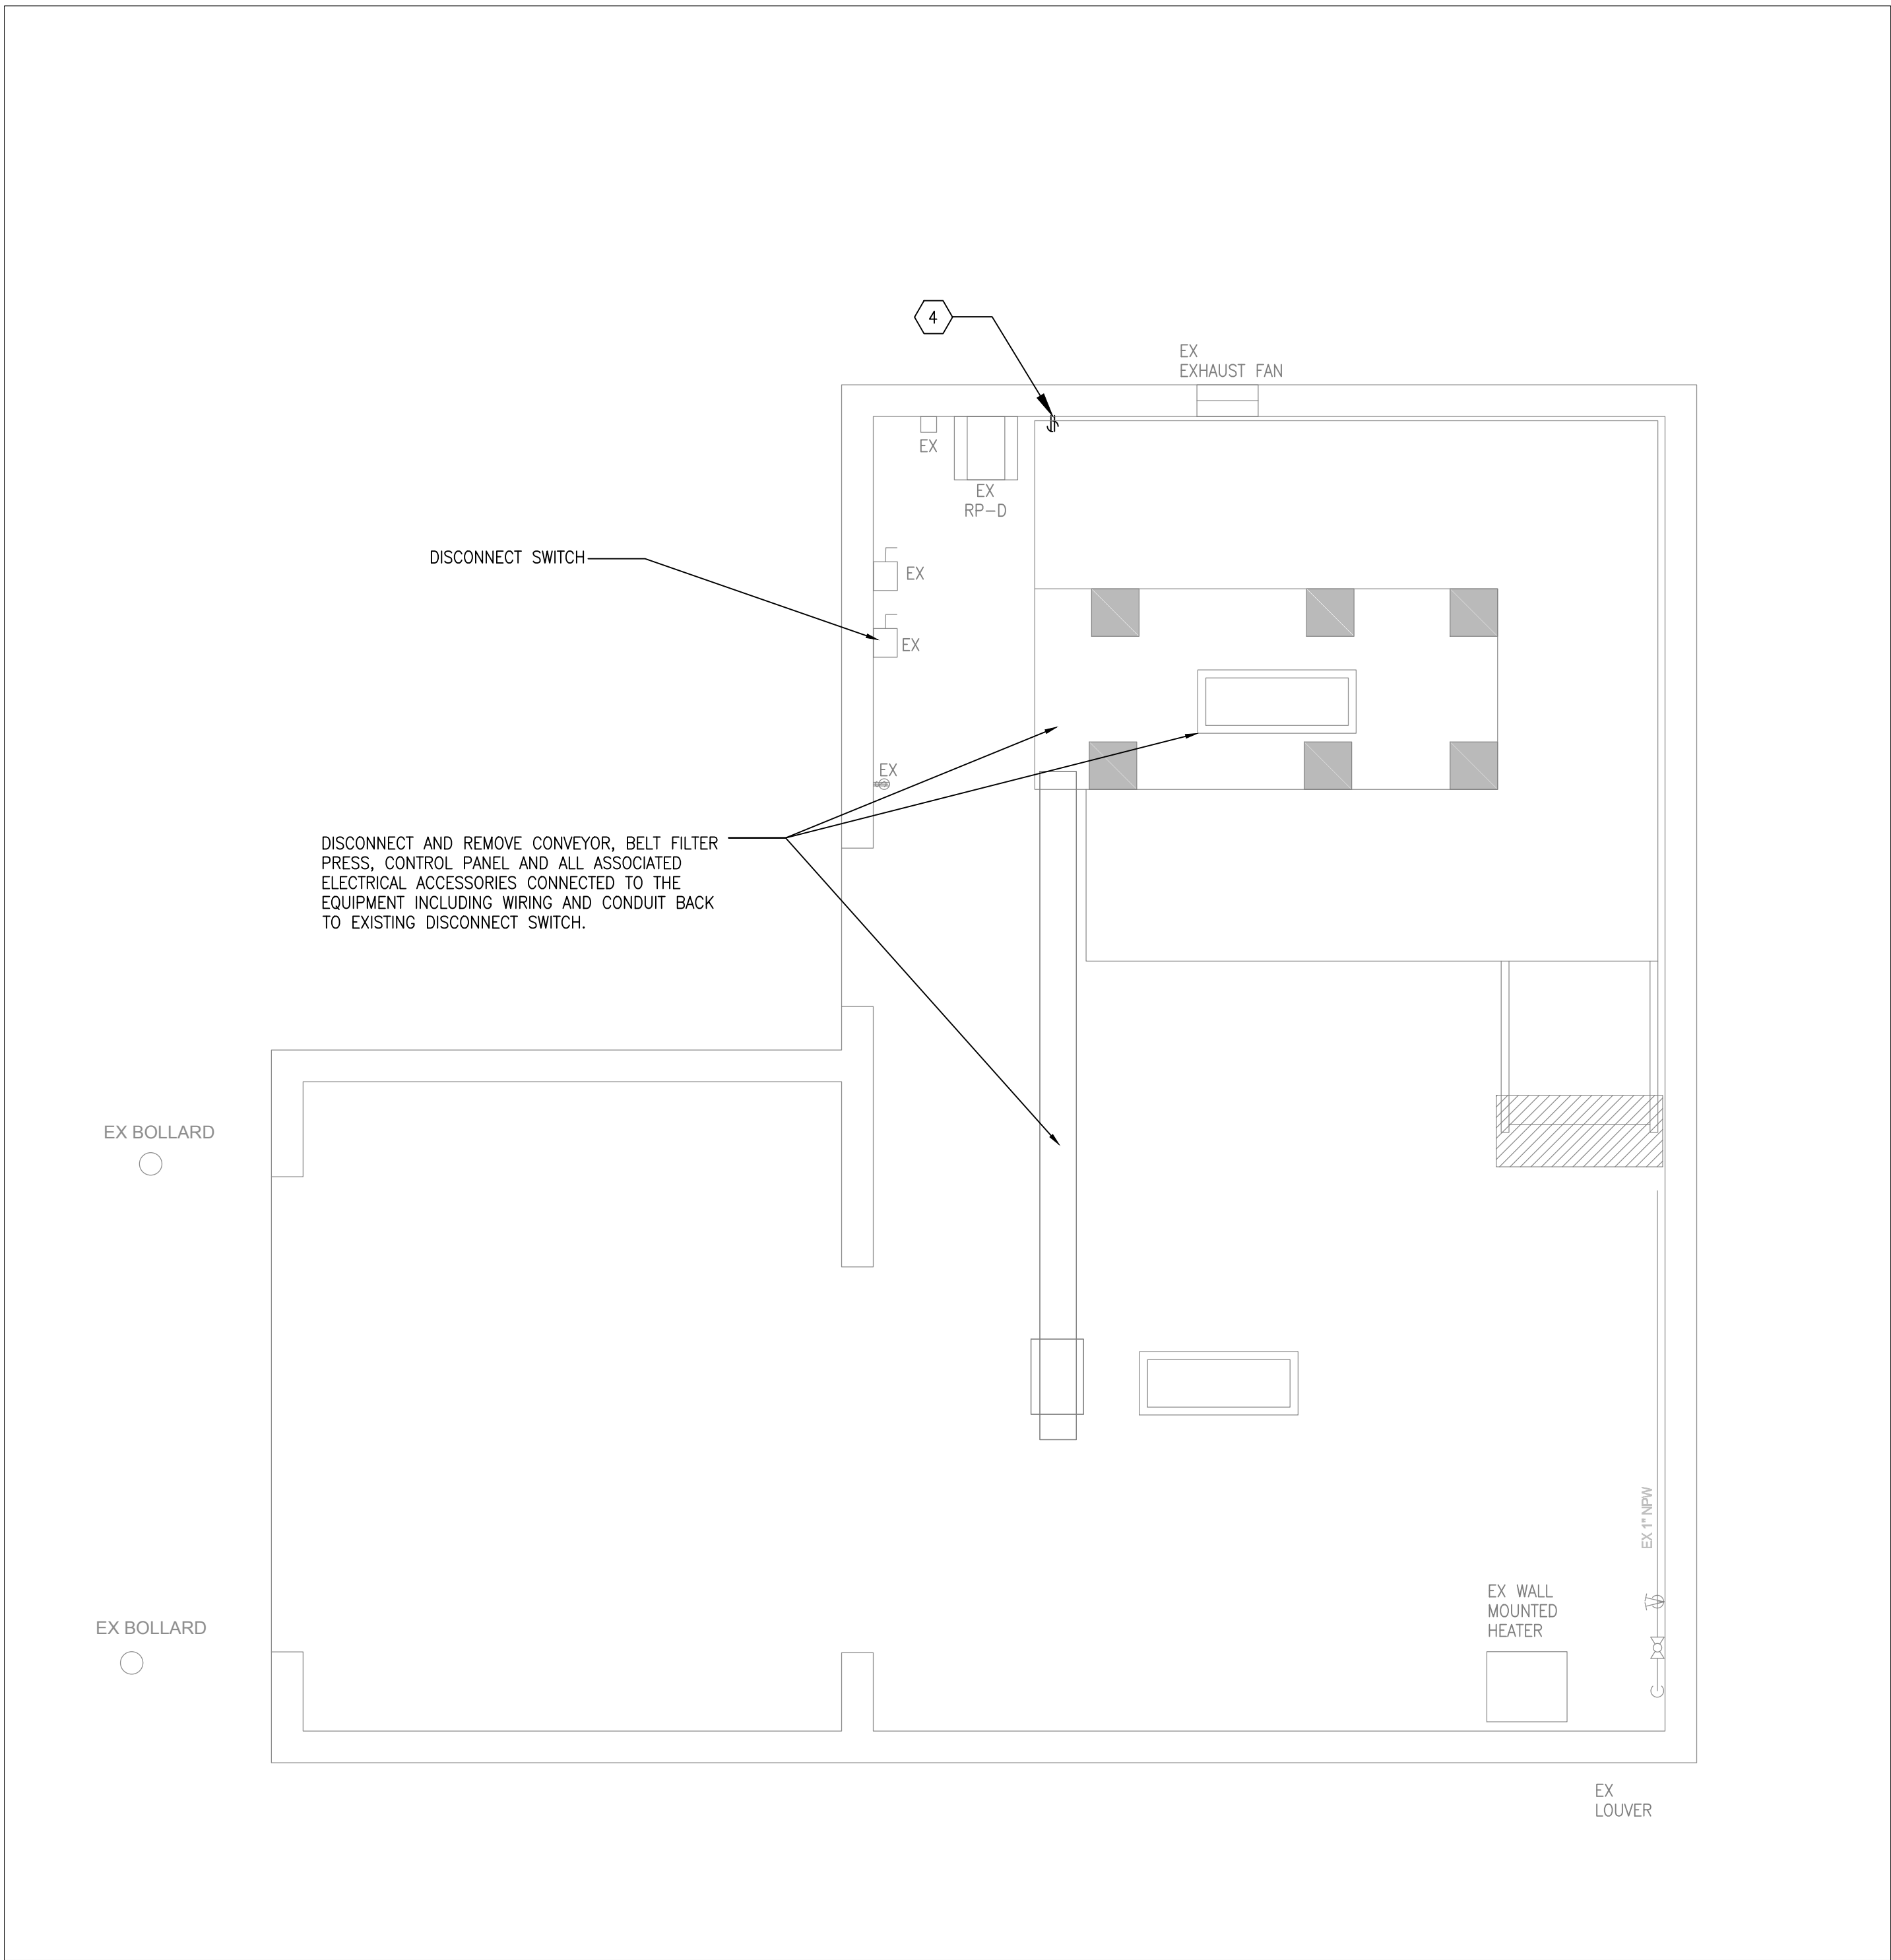 4
EX
EXHAUST FAN
EX
EX
RP-D
DISCONNECT SWITCH
EX
EX
EX
DISCONNECT AND REMOVE CONVEYOR, BELT FILTER
PRESS, CONTROL PANEL AND ALL ASSOCIATED
ELECTRICAL ACCESSORIES CONNECTED TO THE
EQUIPMENT INCLUDING WIRING AND CONDUIT BACK
TO EXISTING DISCONNECT SWITCH.
EX BOLLARD
EX 1" NPW
EX WALL
MOUNTED
HEATER
EX BOLLARD
EX
LOUVER